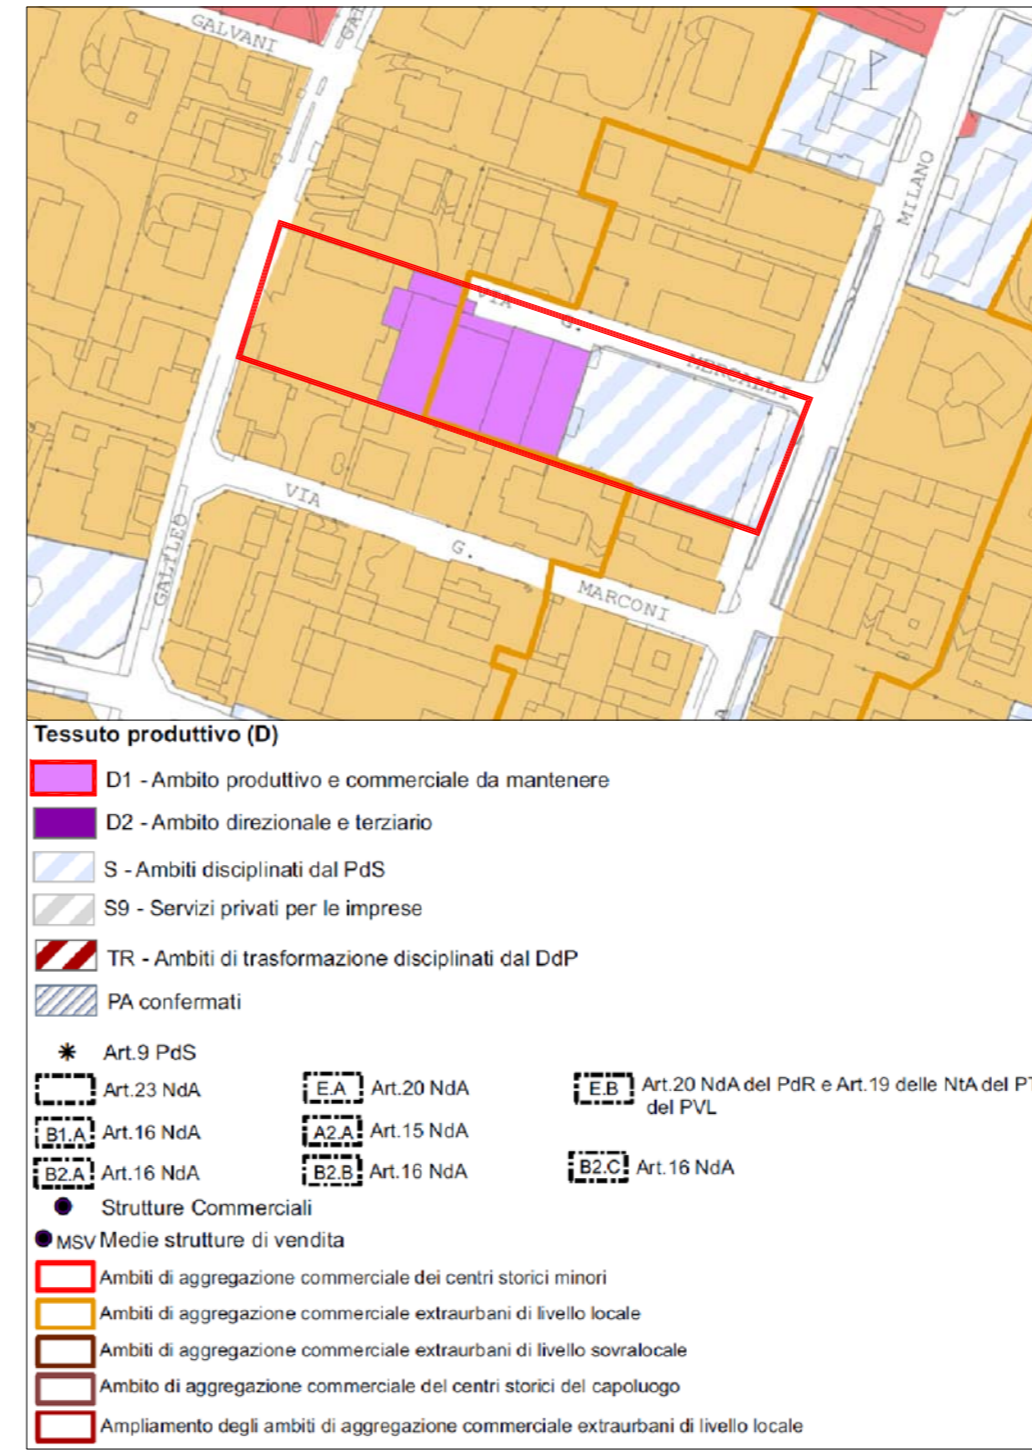 GALVANI
GAL
MILANO
VIA G. MERCALLI
VIA G. MARCONI
GALILEO
Tessuto produttivo (D)
D1 - Ambito produttivo e commerciale da mantenere
D2 - Ambito direzionale e terziario
S - Ambiti disciplinati dal PdS
S9 - Servizi privati per le imprese
TR - Ambiti di trasformazione disciplinati dal DdP
PA confermati
Art.9 PdS
Art.23 NdA
E.A Art.20 NdA
E.B Art.20 NdA del PdR e Art.19 delle NtA del PT
del PVL
B1.A Art.16 NdA
A2.A Art.15 NdA
B2.A Art.16 NdA
B2.B Art.16 NdA
B2.C Art.16 NdA
Strutture Commerciali
MSV Medie strutture di vendita
Ambiti di aggregazione commerciale dei centri storici minori
Ambiti di aggregazione commerciale extraurbani di livello locale
Ambiti di aggregazione commerciale extraurbani di livello sovralocale
Ambito di aggregazione commerciale del centri storici del capoluogo
Ampliamento degli ambiti di aggregazione commerciale extraurbani di livello locale